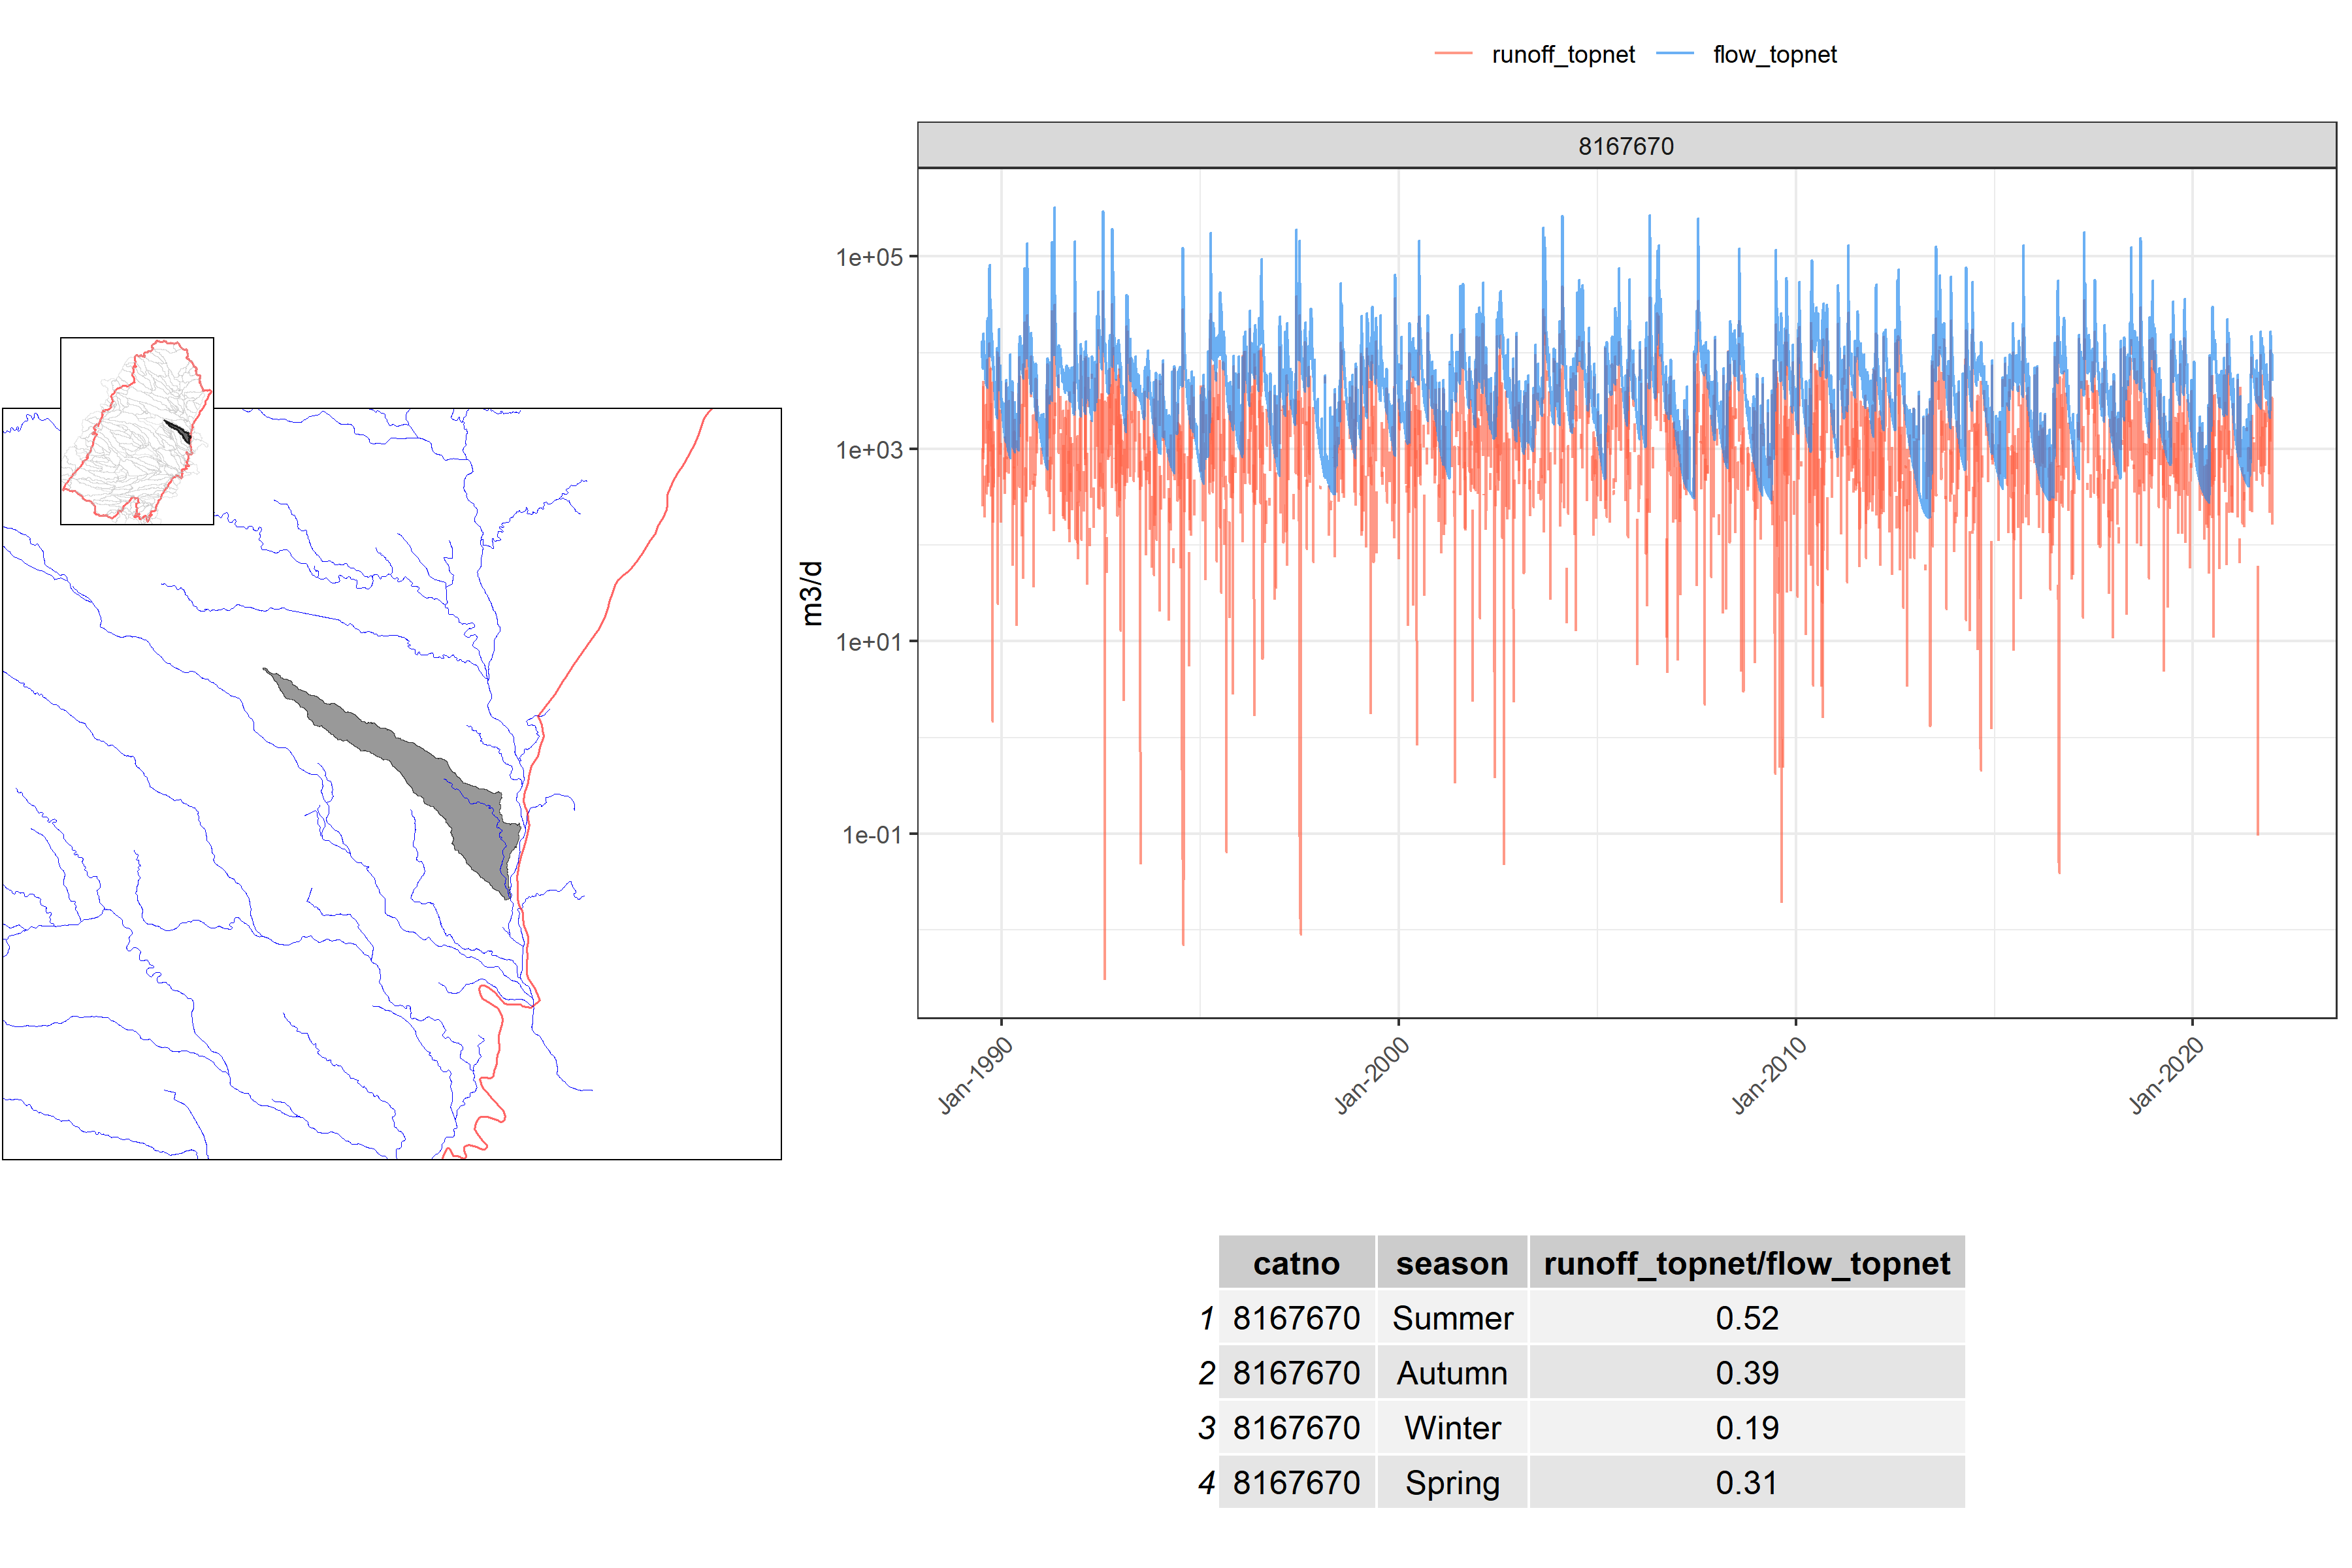 runoff_topnet flow_topnet
8167670
1e+05
1e+03
1e+01
1e-01
m3/d
Jan-1990 Jan-2000 Jan-2010 Jan-2020
catno season runoff_topnet/flow_topnet
1 8167670 Summer 0.52
2 8167670 Autumn 0.39
3 8167670 Winter 0.19
4 8167670 Spring 0.31